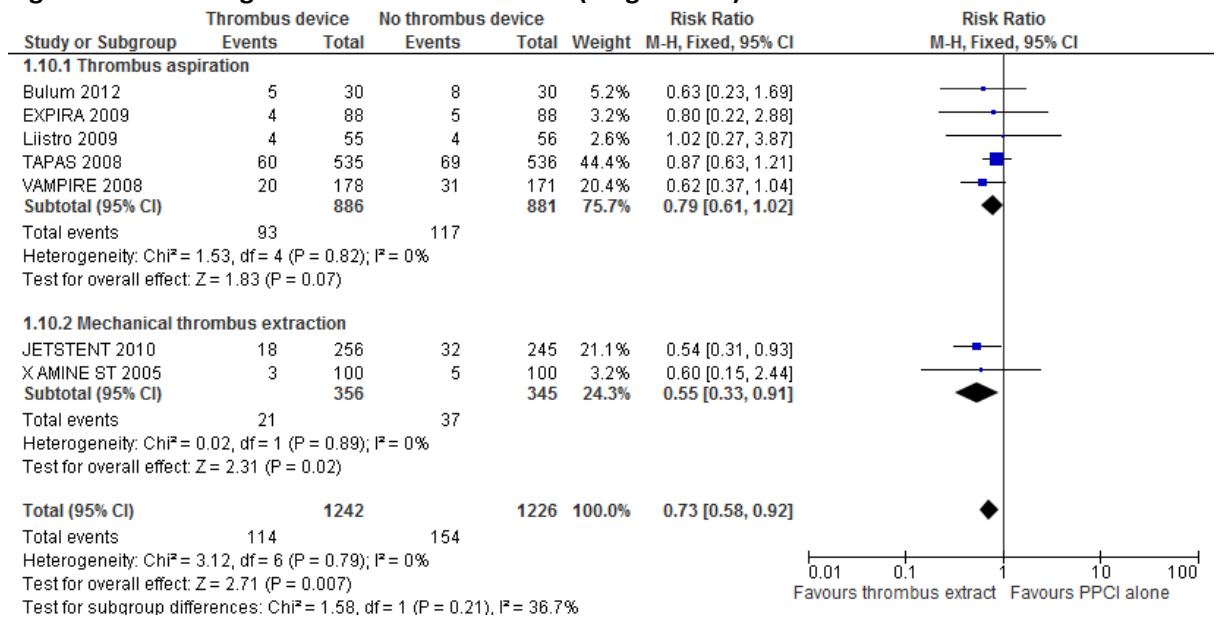 Thrombus device No thrombus device Risk Ratio Risk Ratio
Study or Subgroup Events Total Events Total Weight M-H, Fixed, 95% CI M-H, Fixed, 95% CI
1.10.1 Thrombus aspiration
Bulum 2012 5 30 8 30 5.2% 0.63 [0.23, 1.69]
EXPIRA 2009 4 88 5 88 3.2% 0.80 [0.22, 2.88]
Liistro 2009 4 55 4 56 2.6% 1.02 [0.27, 3.87]
TAPAS 2008 60 535 69 536 44.4% 0.87 [0.63, 1.21]
VAMPIRE 2008 20 178 31 171 20.4% 0.62 [0.37, 1.04]
Subtotal (95% CI) 886 881 75.7% 0.79 [0.61, 1.02]
Total events 93 117
Heterogeneity: Chi² = 1.53, df = 4 (P = 0.82); I² = 0%
Test for overall effect: Z = 1.83 (P = 0.07)
1.10.2 Mechanical thrombus extraction
JETSTENT 2010 18 256 32 245 21.1% 0.54 [0.31, 0.93]
X AMINE ST 2005 3 100 5 100 3.2% 0.60 [0.15, 2.44]
Subtotal (95% CI) 356 345 24.3% 0.55 [0.33, 0.91]
Total events 21 37
Heterogeneity: Chi² = 0.02, df = 1 (P = 0.89); I² = 0%
Test for overall effect: Z = 2.31 (P = 0.02)
Total (95% CI) 1242 1226 100.0% 0.73 [0.58, 0.92]
Total events 114 154
Heterogeneity: Chi² = 3.12, df = 6 (P = 0.79); I² = 0%
Test for overall effect: Z = 2.71 (P = 0.007)
Test for subgroup differences: Chi² = 1.58, df = 1 (P = 0.21), I² = 36.7%
0.01 0.1 1 10 100
Favours thrombus extract Favours PPCI alone